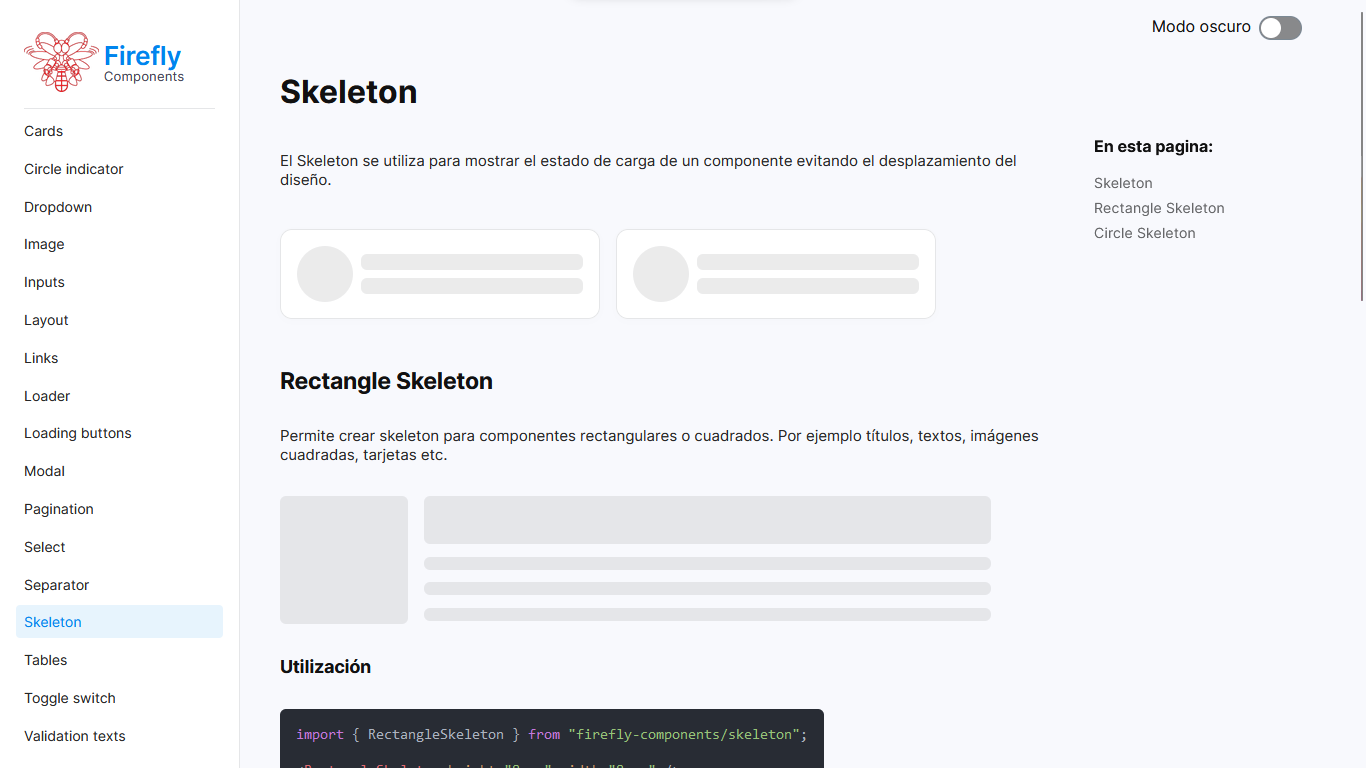 Firefly
Components
Cards
Circle indicator
Dropdown
Image
Inputs
Layout
Links
Loader
Loading buttons
Modal
Pagination
Select
Separator
Skeleton
Tables
Toggle switch
Validation texts
Modo oscuro
Skeleton
El Skeleton se utiliza para mostrar el estado de carga de un componente evitando el desplazamiento del
diseño.
Rectangle Skeleton
Permite crear skeleton para componentes rectangulares o cuadrados. Por ejemplo títulos, textos, imágenes
cuadradas, tarjetas etc.
Utilización
import { RectangleSkeleton } from "firefly-components/skeleton";
En esta pagina:
Skeleton
Rectangle Skeleton
Circle Skeleton